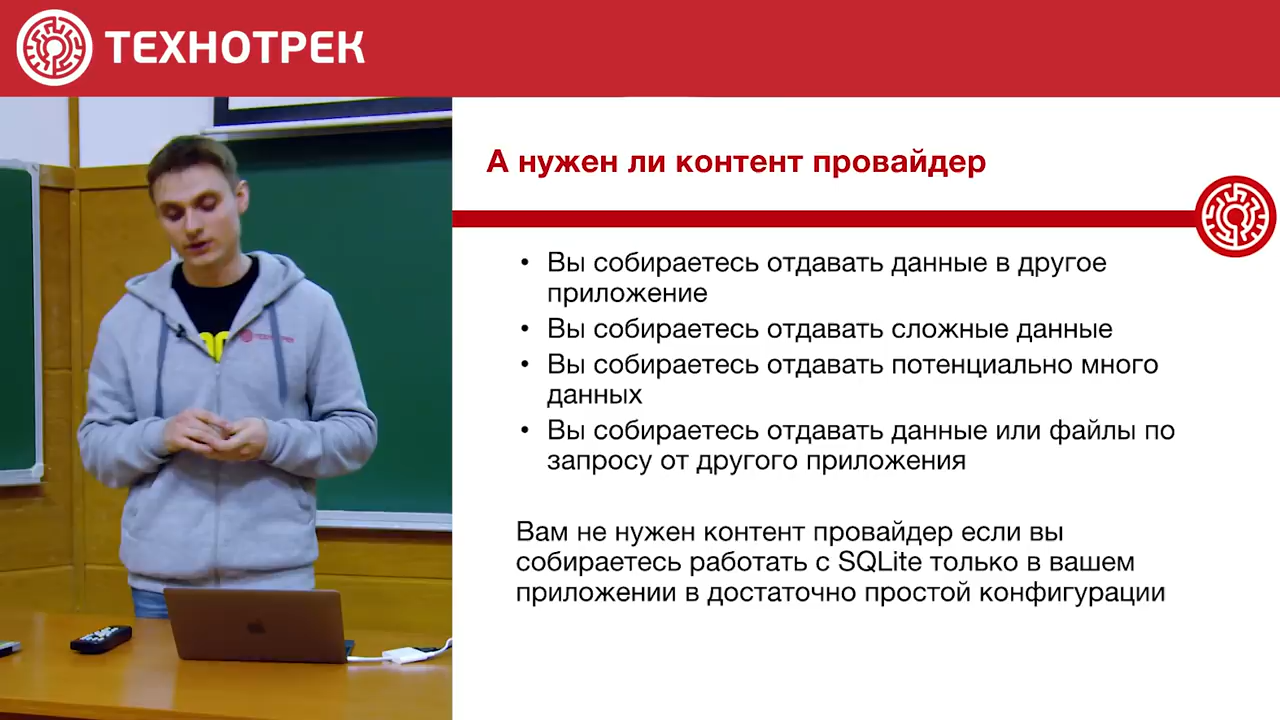 ТЕХНОТРЕК
А нужен ли контент провайдер
• Вы собираетесь отдавать данные в другое
приложение
• Вы собираетесь отдавать сложные данные
• Вы собираетесь отдавать потенциально много
данных
• Вы собираетесь отдавать данные или файлы по
запросу от другого приложения
Вам не нужен контент провайдер если вы
собираетесь работать с SQLite только в вашем
приложении в достаточно простой конфигурации
ТЕХНОТРЕК